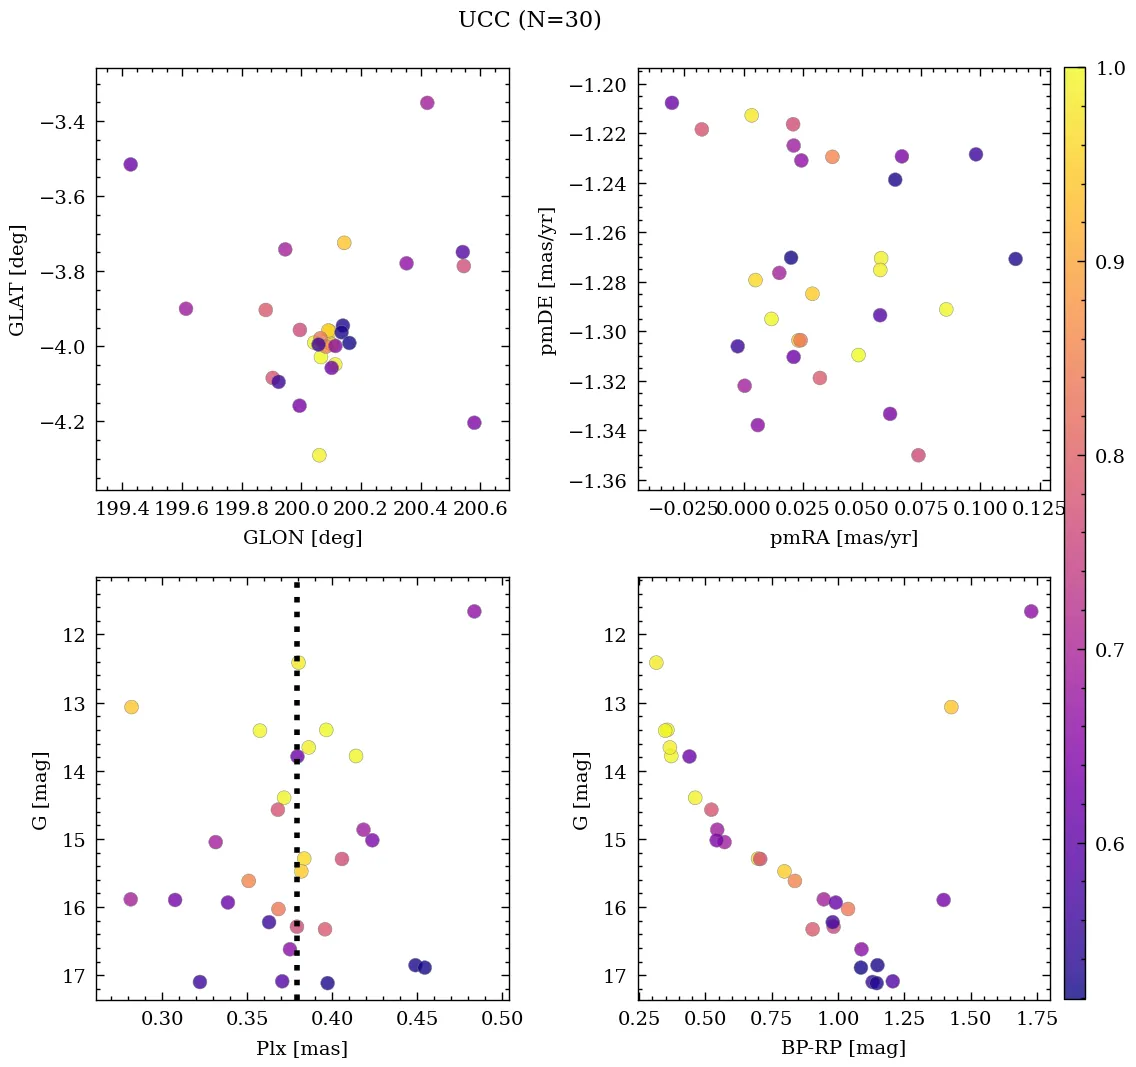 UCC (N=30)
−3.4
−3.6
−3.8
−4.0
−4.2
GLAT [deg]
199.4 199.6 199.8 200.0 200.2 200.4 200.6
GLON [deg]
−1.20
−1.22
−1.24
−1.26
−1.28
−1.30
−1.32
−1.34
−1.36
pmDE [mas/yr]
−0.025 0.000 0.025 0.050 0.075 0.100 0.125
pmRA [mas/yr]
12
13
14
15
16
17
G [mag]
0.30 0.35 0.40 0.45 0.50
Plx [mas]
12
13
14
15
16
17
G [mag]
0.25 0.50 0.75 1.00 1.25 1.50 1.75
BP-RP [mag]
1.0
0.9
0.8
0.7
0.6